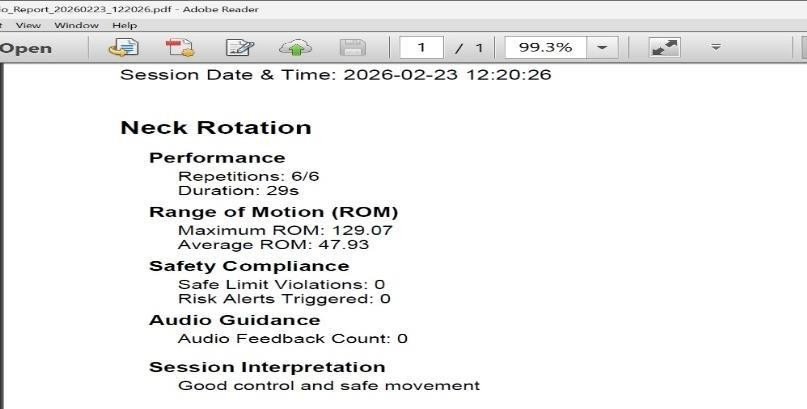 io_Report_20260223_122026.pdf - Adobe Reader
t View Window Help
Open 1 / 1 99.3%
Session Date & Time: 2026-02-23 12:20:26
Neck Rotation
Performance
Repetitions: 6/6
Duration: 29s
Range of Motion (ROM)
Maximum ROM: 129.07
Average ROM: 47.93
Safety Compliance
Safe Limit Violations: 0
Risk Alerts Triggered: 0
Audio Guidance
Audio Feedback Count: 0
Session Interpretation
Good control and safe movement